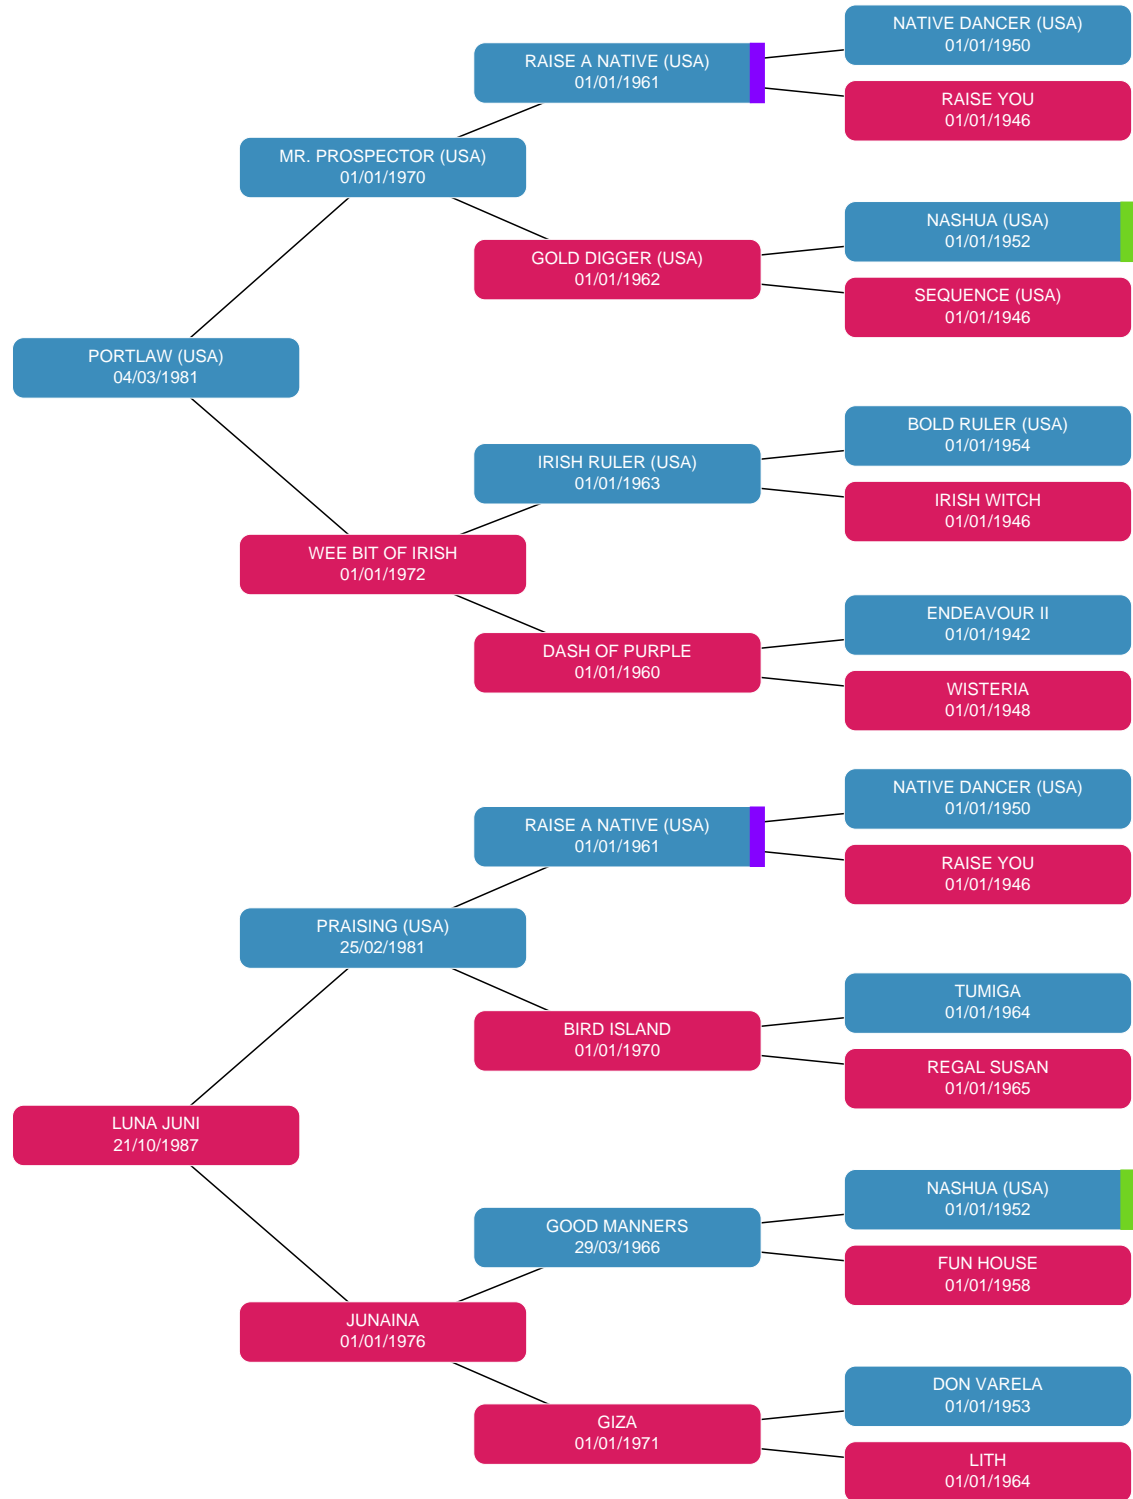 NATIVE DANCER (USA)
01/01/1950
RAISE A NATIVE (USA)
01/01/1961
RAISE YOU
01/01/1946
MR. PROSPECTOR (USA)
01/01/1970
NASHUA (USA)
01/01/1952
GOLD DIGGER (USA)
01/01/1962
SEQUENCE (USA)
01/01/1946
PORTLAW (USA)
04/03/1981
BOLD RULER (USA)
01/01/1954
IRISH RULER (USA)
01/01/1963
IRISH WITCH
01/01/1946
WEE BIT OF IRISH
01/01/1972
ENDEAVOUR II
01/01/1942
DASH OF PURPLE
01/01/1960
WISTERIA
01/01/1948
NATIVE DANCER (USA)
01/01/1950
RAISE A NATIVE (USA)
01/01/1961
RAISE YOU
01/01/1946
PRAISING (USA)
25/02/1981
TUMIGA
01/01/1964
BIRD ISLAND
01/01/1970
REGAL SUSAN
01/01/1965
LUNA JUNI
21/10/1987
NASHUA (USA)
01/01/1952
GOOD MANNERS
29/03/1966
FUN HOUSE
01/01/1958
JUNAINA
01/01/1976
DON VARELA
01/01/1953
GIZA
01/01/1971
LITH
01/01/1964